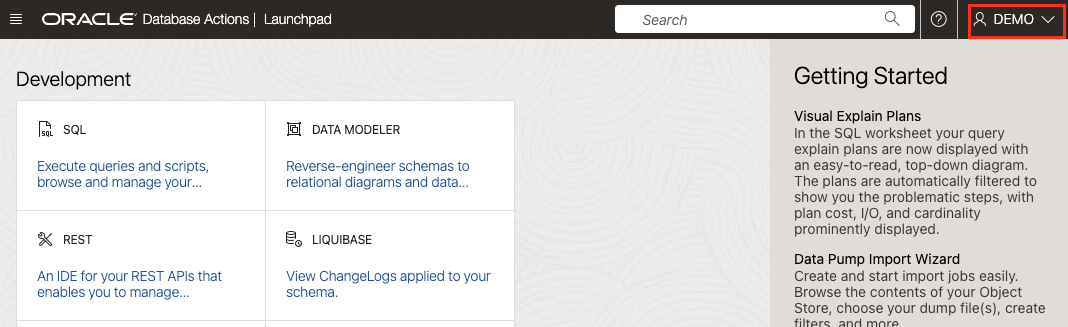 ORACLE Database Actions | Launchpad
Search
DEMO
Development
SQL
Execute queries and scripts,
browse and manage your...
DATA MODELER
Reverse-engineer schemas to
relational diagrams and data...
REST
An IDE for your REST APIs that
enables you to manage...
LIQUIBASE
View ChangeLogs applied to your
schema.
Getting Started
Visual Explain Plans
In the SQL worksheet your query
explain plans are now displayed with
an easy-to-read, top-down diagram.
The plans are automatically filtered to
show you the problematic steps, with
plan cost, I/O, and cardinality
prominently displayed.
Data Pump Import Wizard
Create and start import jobs easily.
Browse the contents of your Object
Store, choose your dump file(s), create
filters, and more.